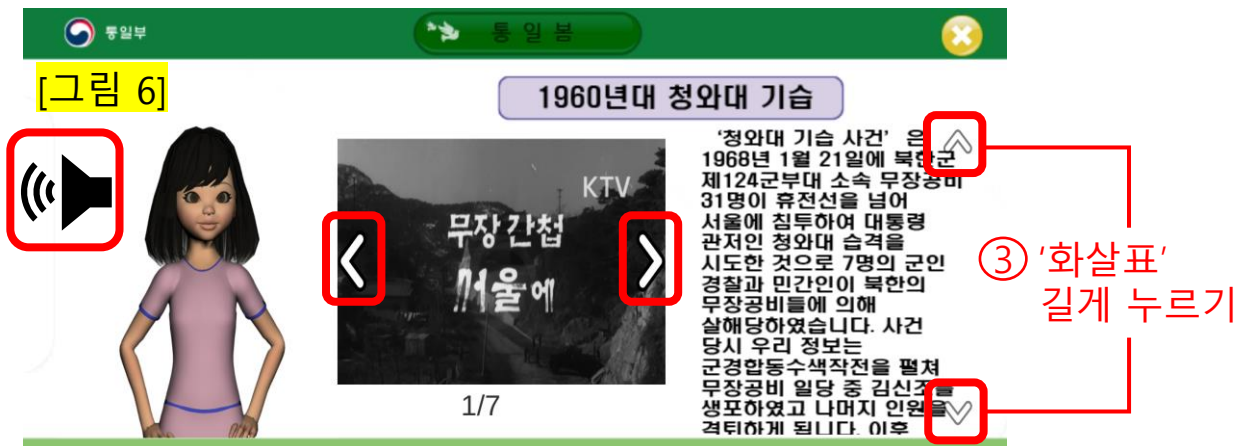 통일부
통일봄
[그림 6]
1960년대 청와대 기습
KTV
무장간첩
서울에
1/7
‘청와대 기습 사건’ 은
1968년 1월 21일에 북한군
제124군부대 소속 무장공비
31명이 휴전선을 넘어
서울에 침투하여 대통령
관저인 청와대 습격을
시도한 것으로 7명의 군인
경찰과 민간인이 북한의
무장공비들에 의해
살해당하였습니다. 사건
당시 우리 정보는
군경합동수색작전을 펼쳐
무장공비 일당 중 김신조를
생포하였고 나머지 인원을
격퇴하게 됩니다. 이후
③ ‘화살표’
길게 누르기